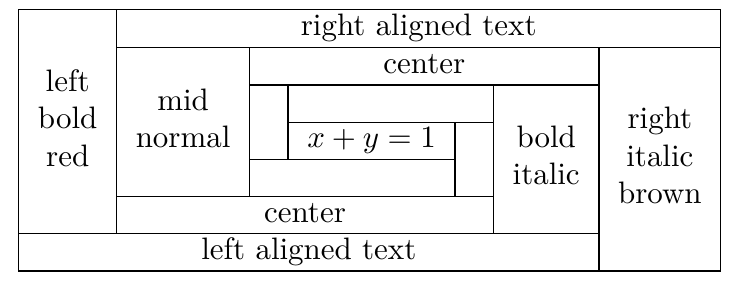 right aligned text
center
left
bold
red
mid
normal
x + y = 1
bold
italic
right
italic
brown
center
left aligned text